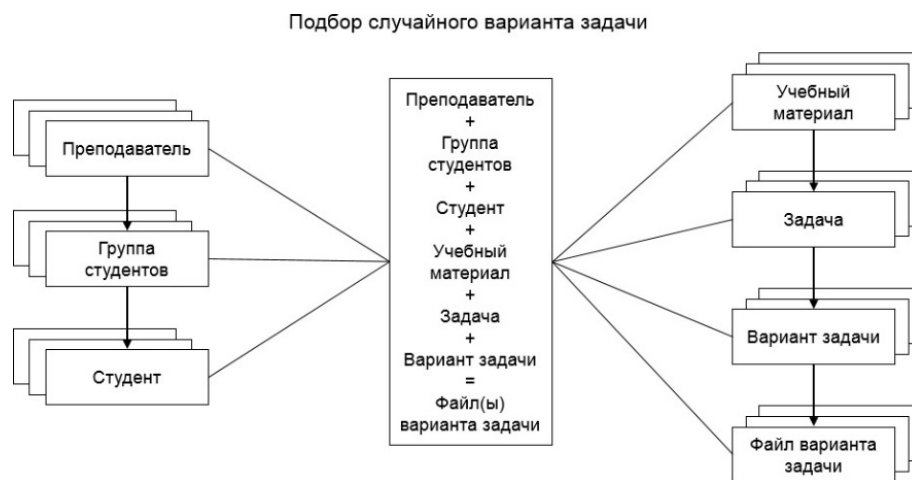 Подбор случайного варианта задачи
Преподаватель
Группа
студентов
Студент
Преподаватель
+
Группа
студентов
+
Студент
+
Учебный
материал
+
Задача
+
Вариант задачи
=
Файл(ы)
варианта задачи
Учебный
материал
Задача
Вариант задачи
Файл варианта
задачи